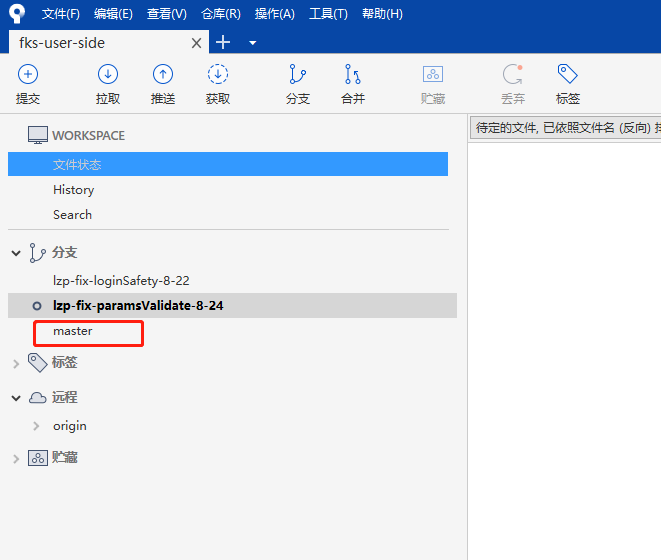 文件(F) 编辑(E) 查看(V) 仓库(R) 操作(A) 工具(T) 帮助(H)
fks-user-side
提交 拉取 推送 获取 分支 合并 贮藏 丢弃 标签
WORKSPACE
待定的文件, 已依照文件名 (反向)
文件状态
History
Search
分支
lzp-fix-loginSafety-8-22
lzp-fix-paramsValidate-8-24
master
标签
远程
origin
贮藏